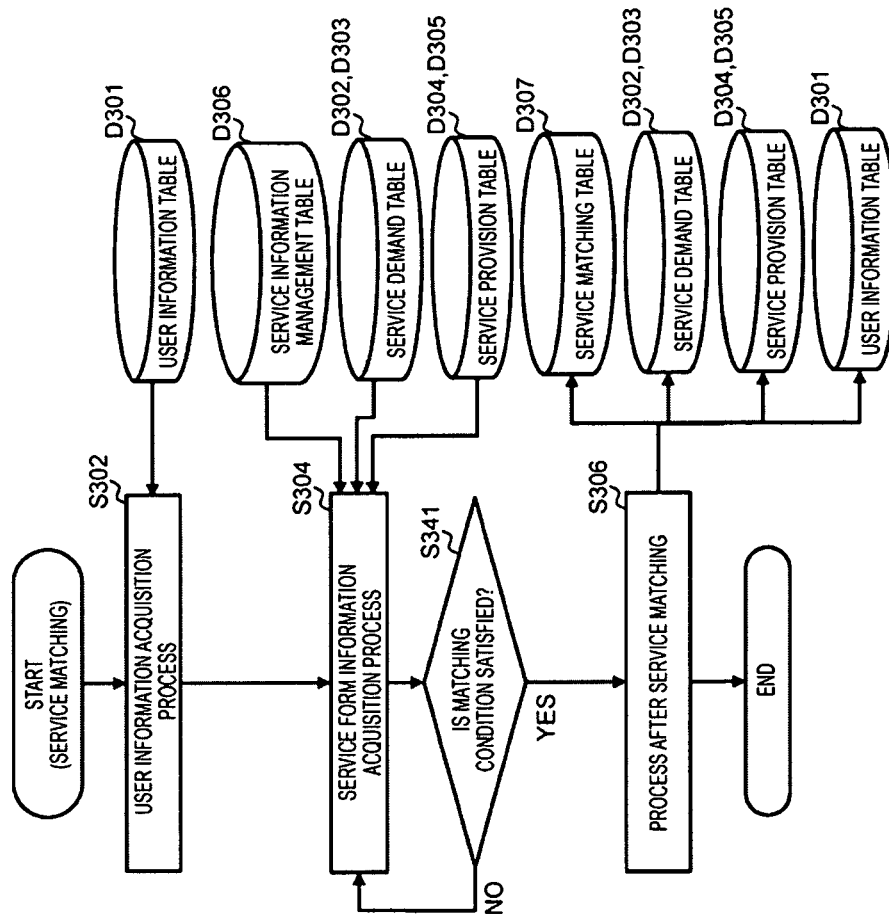 START
(SERVICE MATCHING)
S302
USER INFORMATION ACQUISITION
PROCESS
D301
USER INFORMATION TABLE
D306
SERVICE INFORMATION
MANAGEMENT TABLE
S304
SERVICE FORM INFORMATION
ACQUISITION PROCESS
D302,D303
SERVICE DEMAND TABLE
D304,D305
SERVICE PROVISION TABLE
S341
IS MATCHING
CONDITION SATISFIED?
NO
YES
D307
SERVICE MATCHING TABLE
S306
PROCESS AFTER SERVICE MATCHING
D302,D303
SERVICE DEMAND TABLE
D304,D305
SERVICE PROVISION TABLE
D301
USER INFORMATION TABLE
END